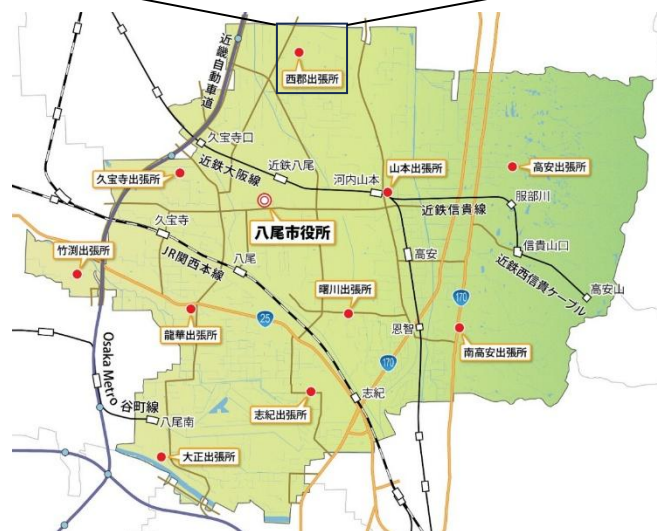 近畿自動車道
西郡出張所
久宝寺口
近鉄大阪線
近鉄八尾
河内山本
山本出張所
高安出張所
久宝寺出張所
八尾市役所
近鉄信貴線
服部川
久宝寺
JR関西本線
八尾
高安
信貴山口
近鉄西信貴ケーブル
高安山
竹渕出張所
曙川出張所
170
25
龍華出張所
恩智
南高安出張所
170
Osaka Metro
谷町線
八尾南
志紀出張所
志紀
大正出張所